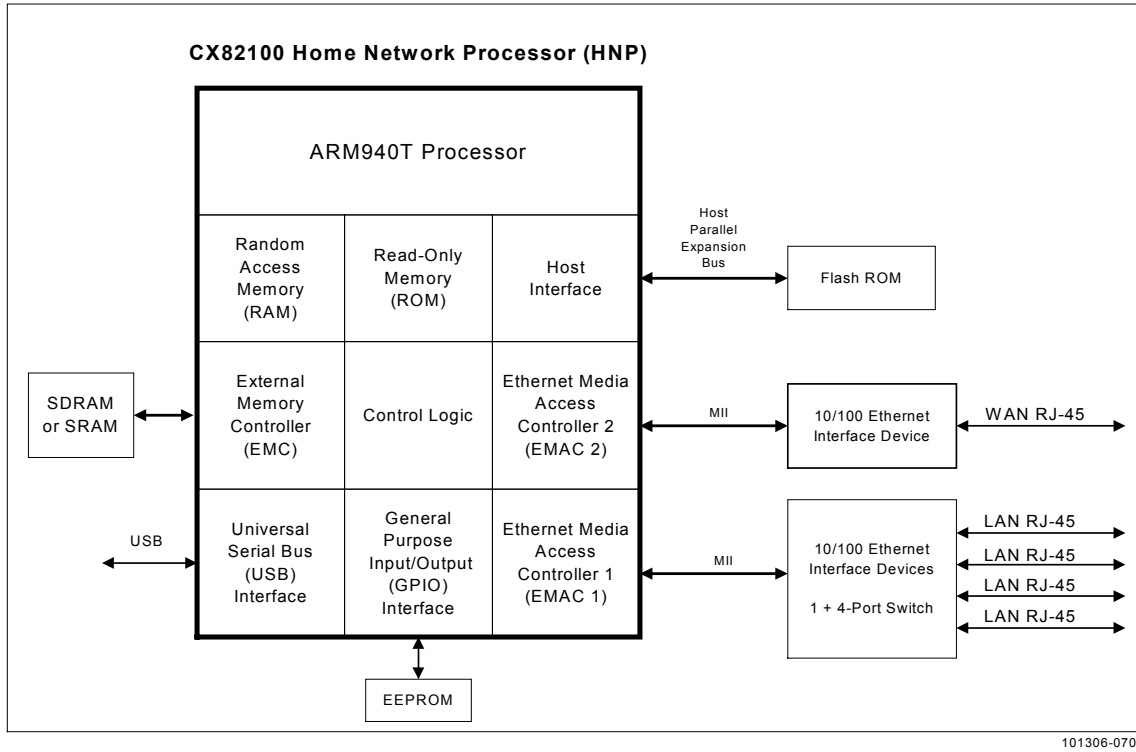 CX82100 Home Network Processor (HNP)
ARM940T Processor
Random
Access
Memory
(RAM)
Read-Only
Memory
(ROM)
Host
Interface
Host
Parallel
Expansion
Bus
Flash ROM
SDRAM
or SRAM
External
Memory
Controller
(EMC)
Control Logic
Ethernet Media
Access
Controller 2
(EMAC 2)
MII
10/100 Ethernet
Interface Device
WAN RJ-45
USB
Universal
Serial Bus
(USB)
Interface
General
Purpose
Input/Output
(GPIO)
Interface
Ethernet Media
Access
Controller 1
(EMAC 1)
MII
10/100 Ethernet
Interface Devices
1 + 4-Port Switch
LAN RJ-45
LAN RJ-45
LAN RJ-45
LAN RJ-45
EEPROM
101306-070